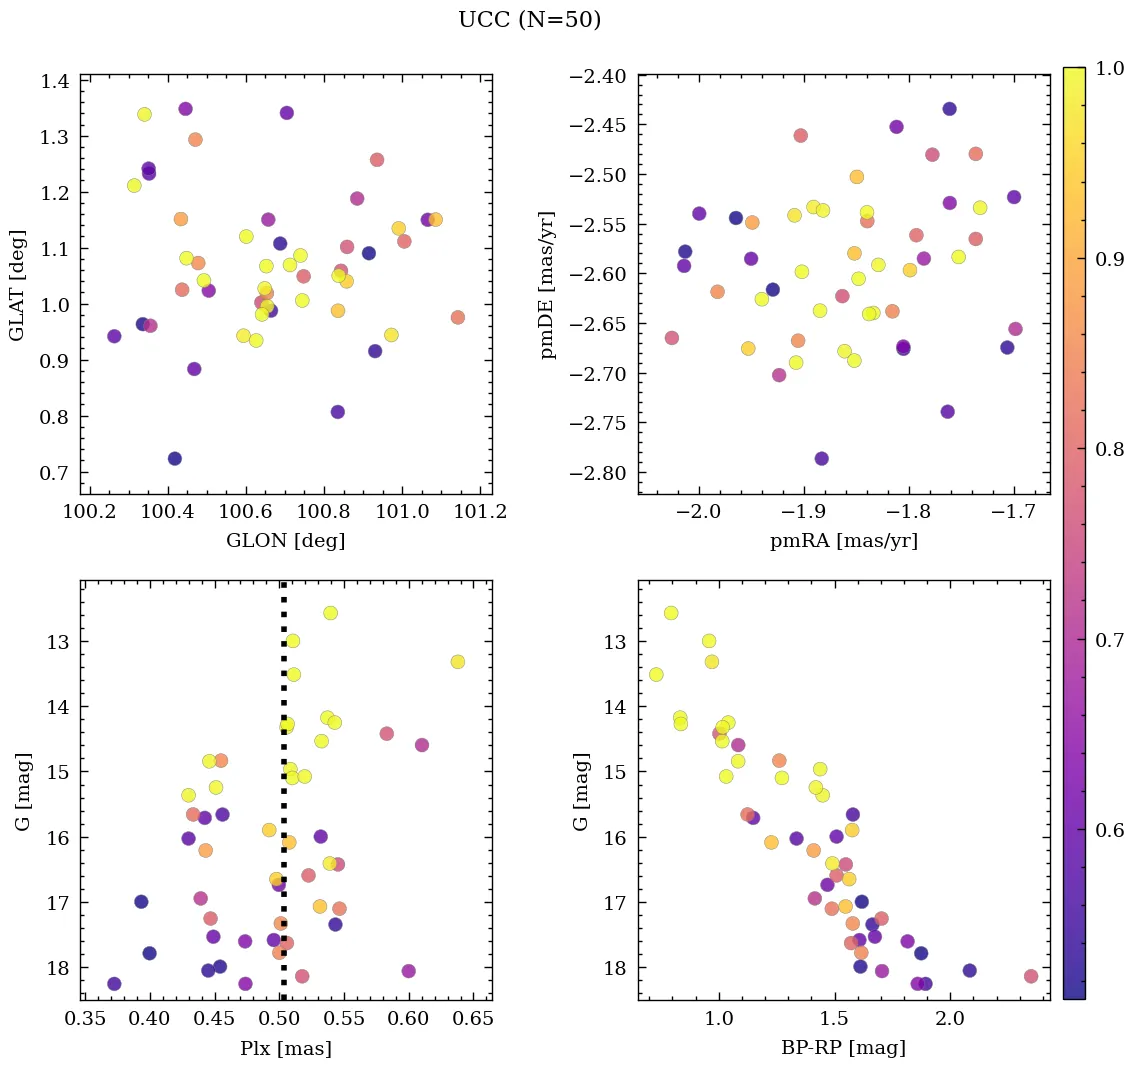 UCC (N=50)
1.4
1.3
1.2
1.1
1.0
0.9
0.8
0.7
GLAT [deg]
100.2 100.4 100.6 100.8 101.0 101.2
GLON [deg]
−2.40
−2.45
−2.50
−2.55
−2.60
−2.65
−2.70
−2.75
−2.80
pmDE [mas/yr]
−2.0 −1.9 −1.8 −1.7
pmRA [mas/yr]
13
14
15
16
17
18
G [mag]
0.35 0.40 0.45 0.50 0.55 0.60 0.65
Plx [mas]
13
14
15
16
17
18
G [mag]
1.0 1.5 2.0
BP-RP [mag]
1.0
0.9
0.8
0.7
0.6